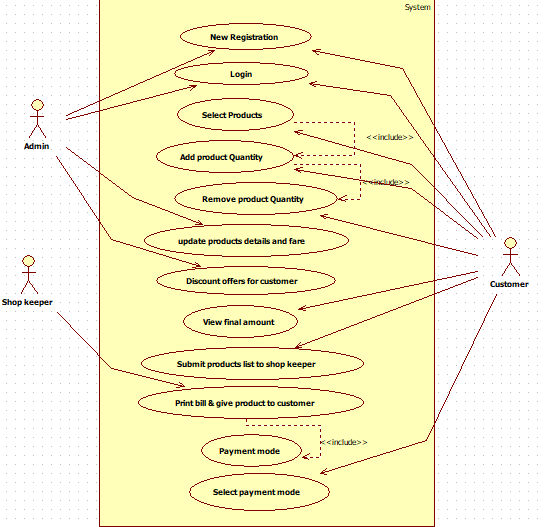 System
New Registration
Login
Select Products
<<include>>
Admin
Add product Quantity
<<include>>
Remove product Quantity
update products details and fare
Discount offers for customer
Customer
Shop keeper
View final amount
Submit products list to shop keeper
Print bill & give product to customer
<<include>>
Payment mode
Select payment mode